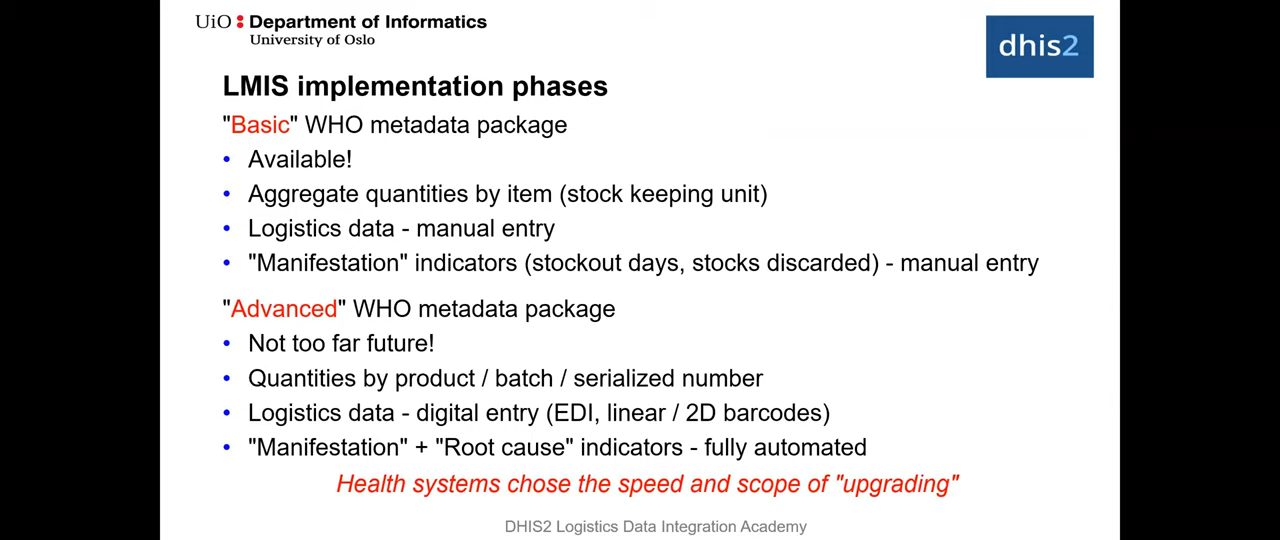 UiO : Department of Informatics
University of Oslo
dhis2
LMIS implementation phases
"Basic" WHO metadata package
• Available!
• Aggregate quantities by item (stock keeping unit)
• Logistics data - manual entry
• "Manifestation" indicators (stockout days, stocks discarded) - manual entry
"Advanced" WHO metadata package
• Not too far future!
• Quantities by product / batch / serialized number
• Logistics data - digital entry (EDI, linear / 2D barcodes)
• "Manifestation" + "Root cause" indicators - fully automated
Health systems chose the speed and scope of "upgrading"
DHIS2 Logistics Data Integration Academy